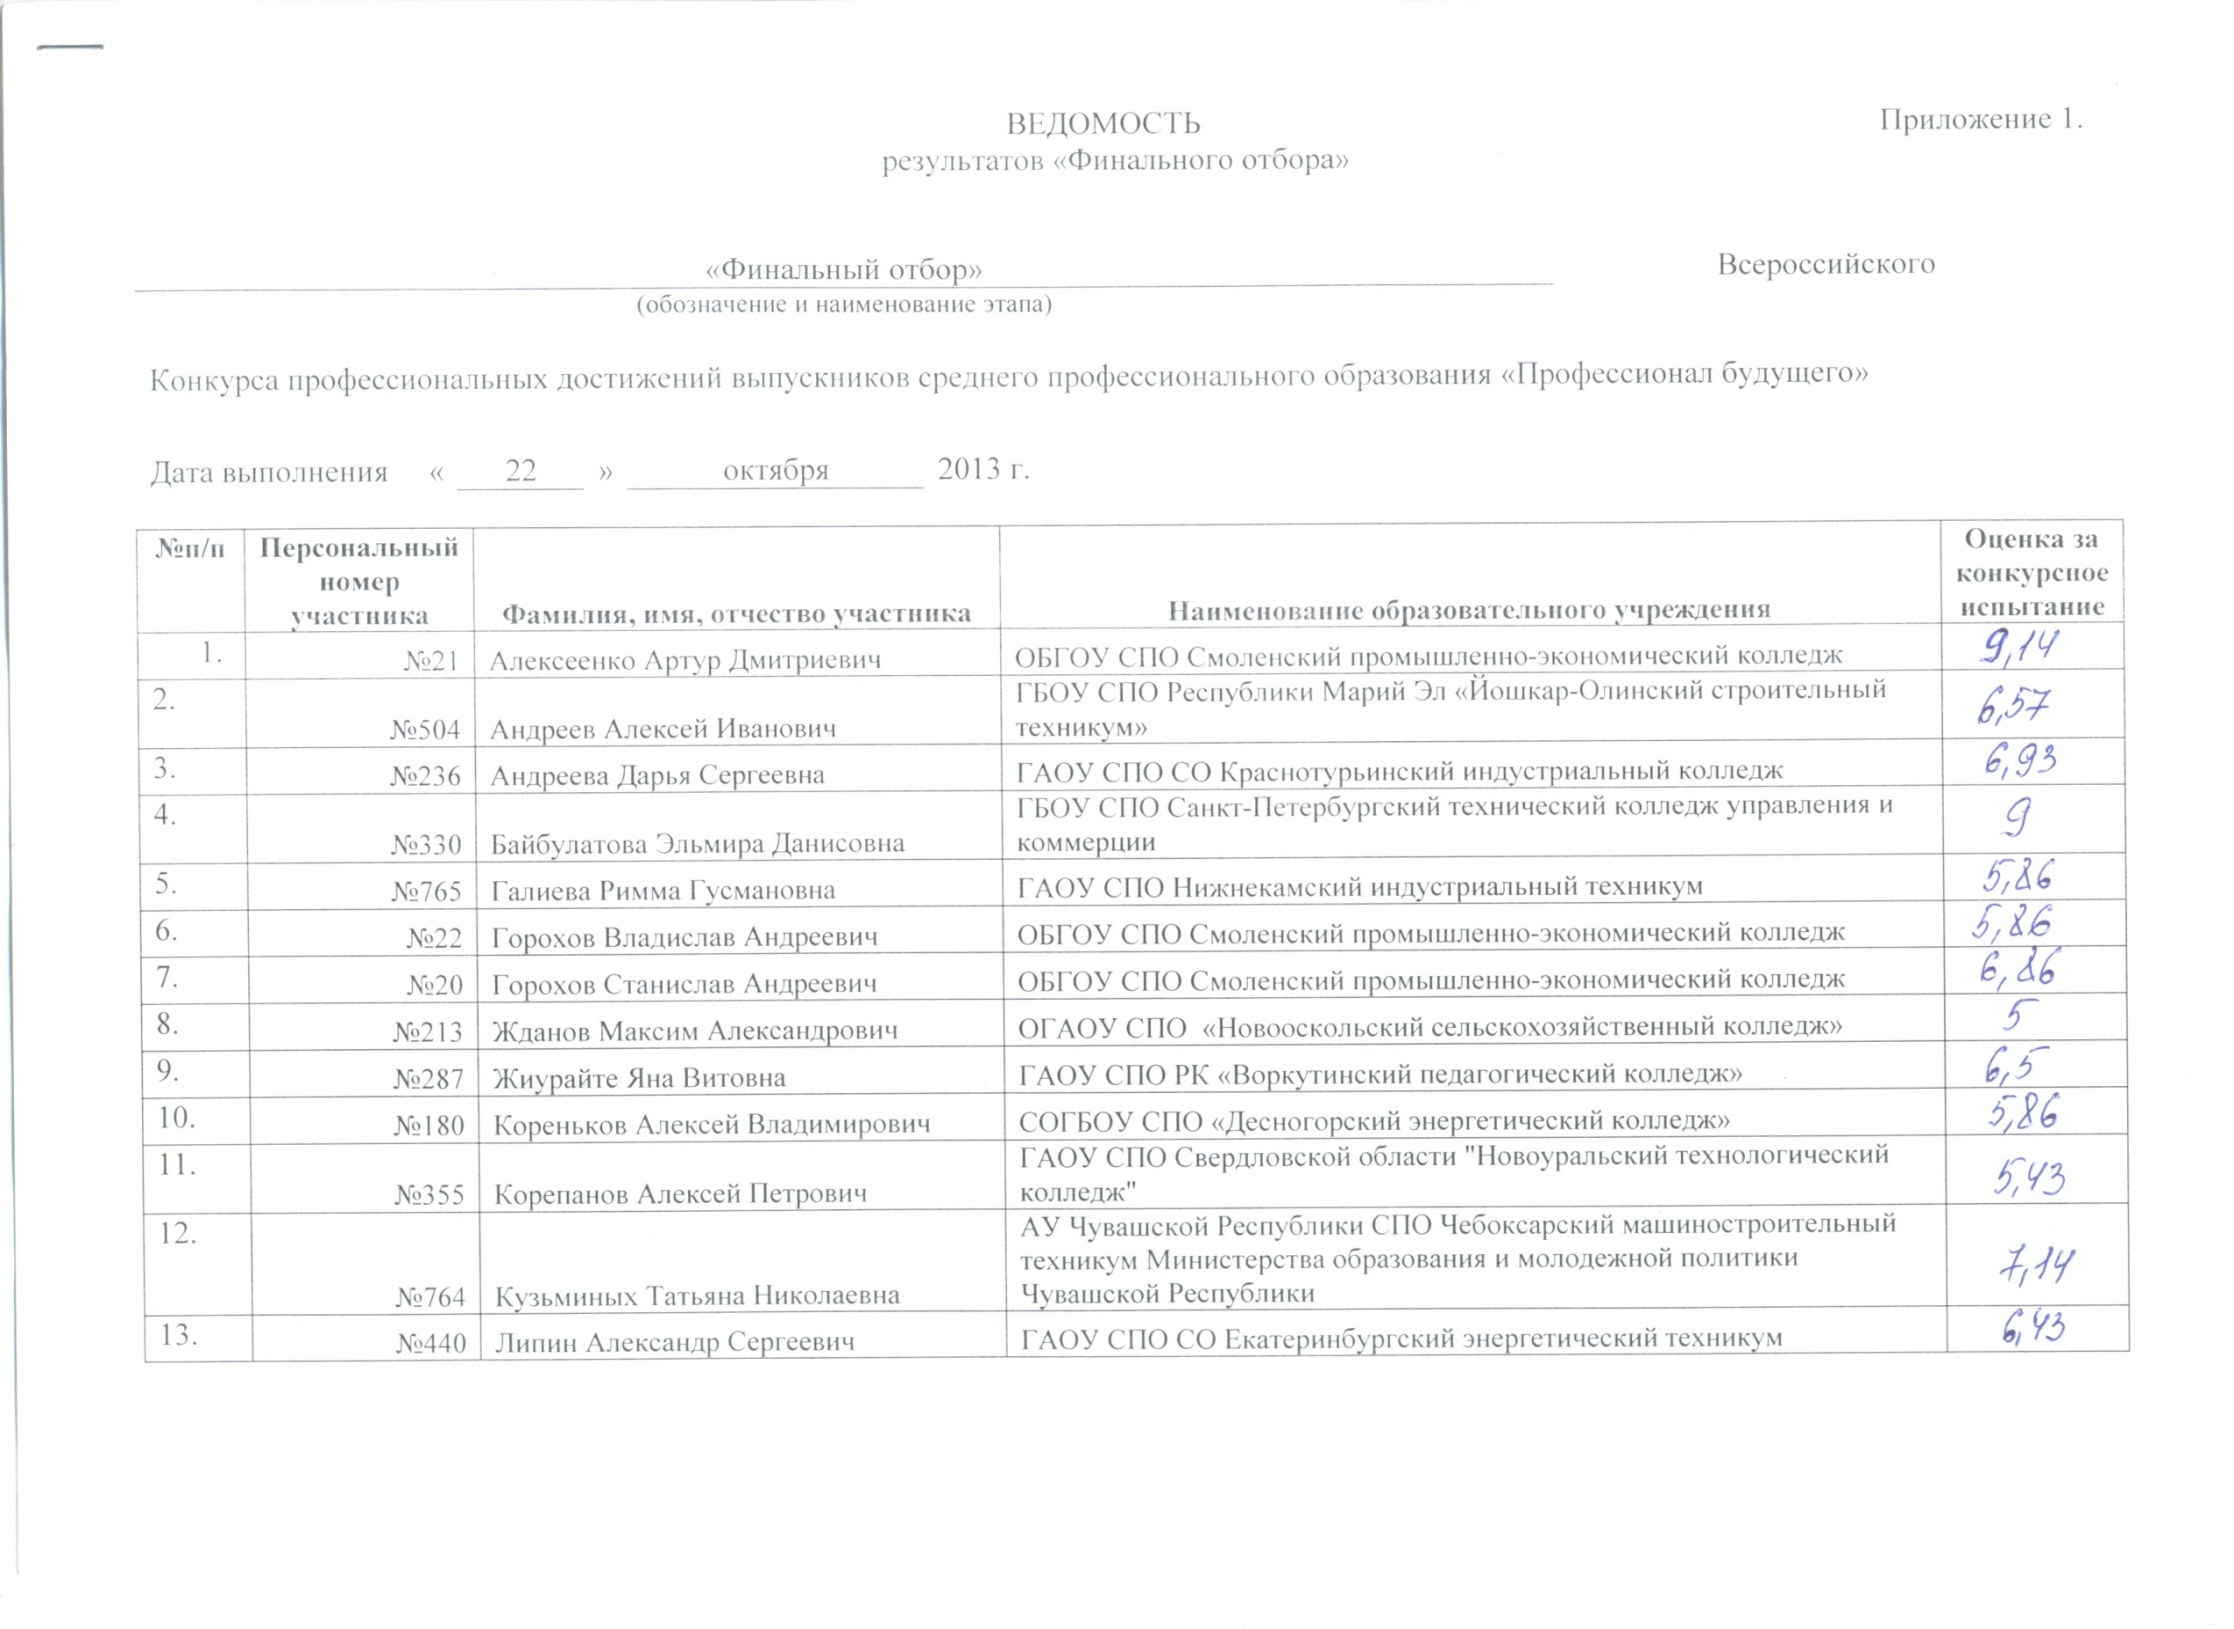 Приложение 1.
ВЕДОМОСТЬ
результатов «Финального отбора»
«Финальный отбор» Всероссийского
(обозначение и наименование этапа)
Конкурса профессиональных достижений выпускников среднего профессионального образования «Профессионал будущего»
Дата выполнения « 22 » октября 2013 г.
№п/п Персональный номер участника Фамилия, имя, отчество участника Наименование образовательного учреждения Оценка за конкурсное испытание
1. №21 Алексеенко Артур Дмитриевич ОБГОУ СПО Смоленский промышленно-экономический колледж 9,14
2. №504 Андреев Алексей Иванович ГБОУ СПО Республики Марий Эл «Йошкар-Олинский строительный
техникум» 6,57
3. №236 Андреева Дарья Сергеевна ГАОУ СПО СО Краснотурьинский индустриальный колледж 6,93
4. №330 Байбулатова Эльмира Данисовна ГБОУ СПО Санкт-Петербургский технический колледж управления и
коммерции 9
5. №765 Галиева Римма Гусмановна ГАОУ СПО Нижнекамский индустриальный техникум 5,86
6. №22 Горохов Владислав Андреевич ОБГОУ СПО Смоленский промышленно-экономический колледж 5,86
7. №20 Горохов Станислав Андреевич ОБГОУ СПО Смоленский промышленно-экономический колледж 6,86
8. №213 Жданов Максим Александрович ОГАОУ СПО «Новооскольский сельскохозяйственный колледж» 5
9. №287 Жиурайте Яна Витовна ГАОУ СПО РК «Воркутинский педагогический колледж» 6,5
10. №180 Кореньков Алексей Владимирович СОГБОУ СПО «Десногорский энергетический колледж» 5,86
11. №355 Корепанов Алексей Петрович ГАОУ СПО Свердловской области "Новоуральский технологический
колледж" 5,43
12. №764 Кузьминых Татьяна Николаевна АУ Чувашской Республики СПО Чебоксарский машиностроительный
техникум Министерства образования и молодежной политики
Чувашской Республики 7,14
13. №440 Липин Александр Сергеевич ГАОУ СПО СО Екатеринбургский энергетический техникум 6,43